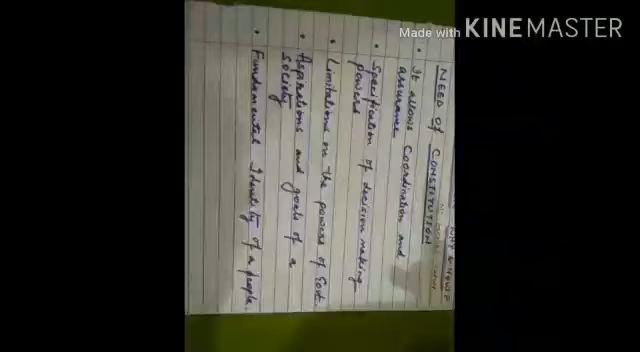 Made with KINEMASTER
NEED OF CONSTITUTION
• It allows coordination and
assurance
• Specification of decision making
powers
• Limitations on the powers of Govt.
• Aspirations and goals of a
society
• Fundamental Identity of a people.